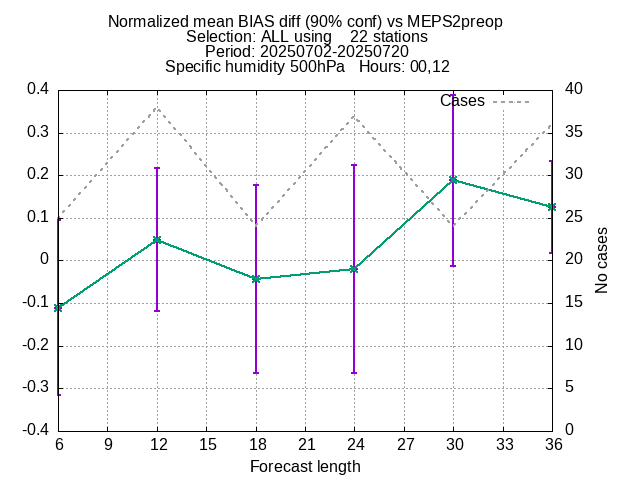 Normalized mean BIAS diff (90% conf) vs MEPS2preop
Selection: ALL using    22 stations
Period: 20250702-20250720
Specific humidity 500hPa   Hours: 00,12
Cases
0.4
0.3
0.2
0.1
0
-0.1
-0.2
-0.3
-0.4
40
35
30
25
20
15
10
5
0
No cases
6 9 12 15 18 21 24 27 30 33 36
Forecast length